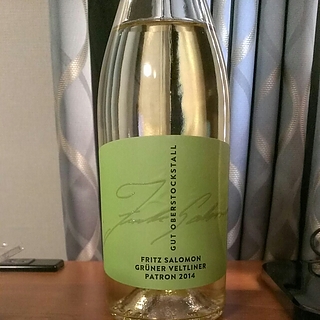 GUT OBERSTOCKSTALL
FRITZ SALOMON
GRÜNER VELTLINER
PATRON 2014